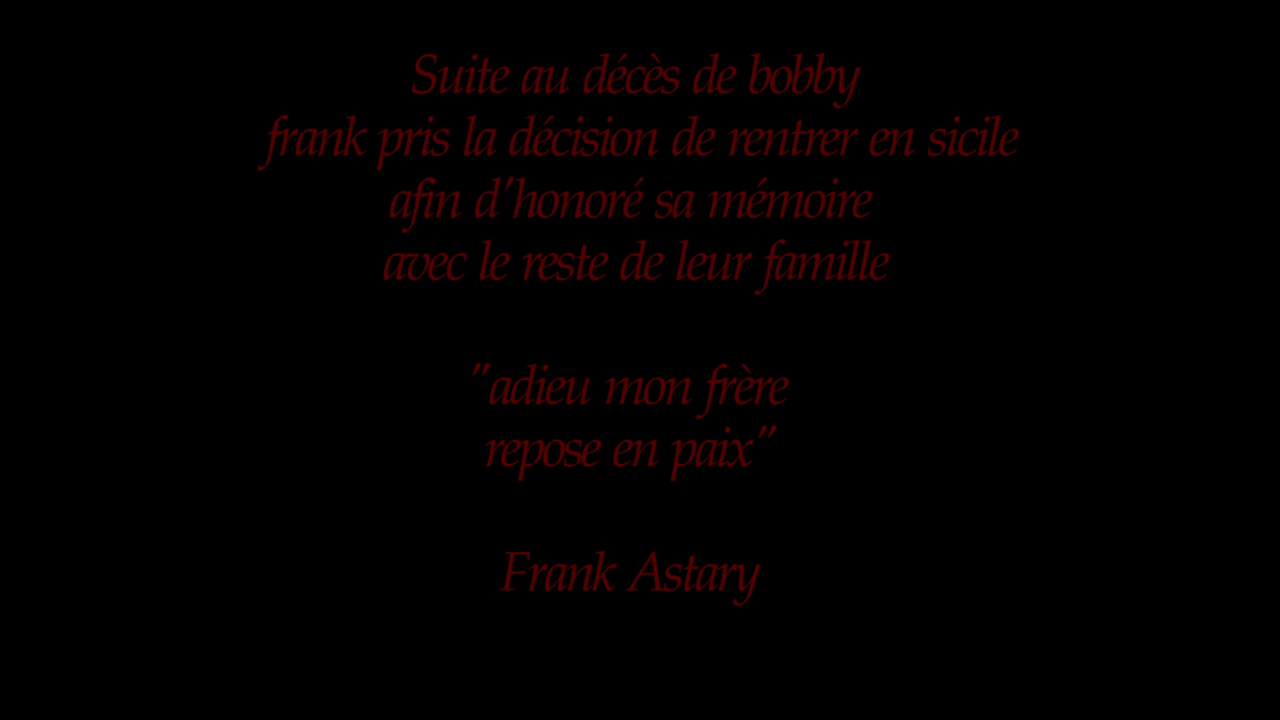 Suite au décès de bobby
frank pris la décision de rentrer en sicile
afin d'honoré sa mémoire
avec le reste de leur famille
"adieu mon frère
repose en paix"
Frank Astary